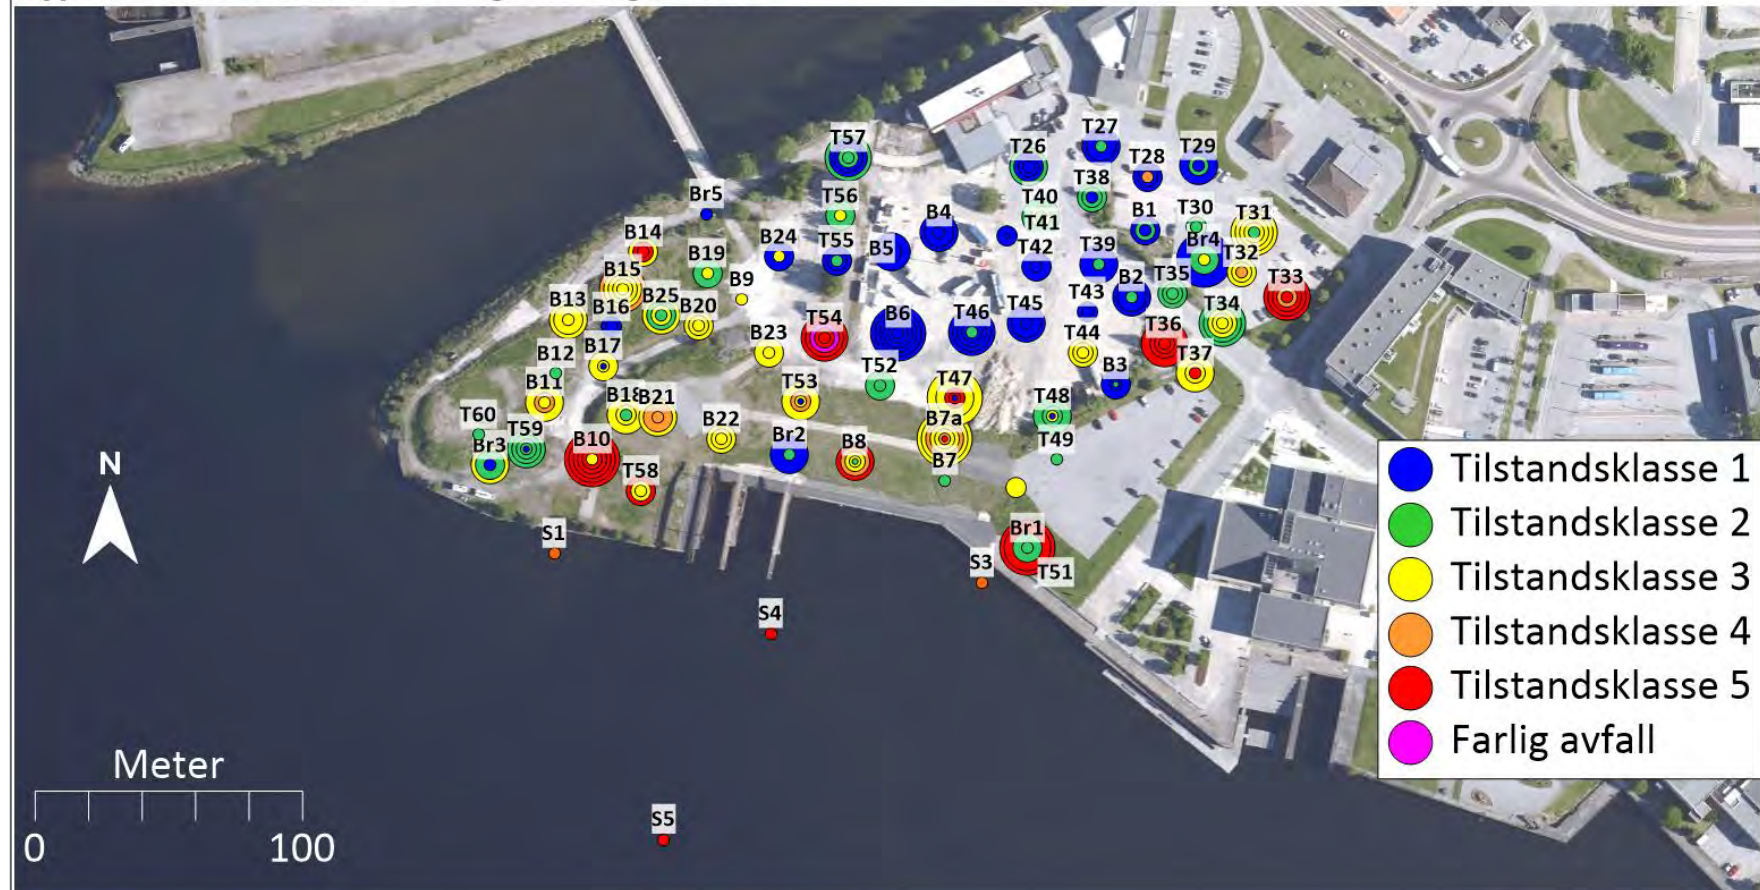 T57
T27
T26
T28
T29
T38
T40
Br5
T56
B4
T41
B1
T30
T31
B14
B24
T55
B5
T42
T39
Br4
T32
B15
B19
B9
B2
T35
T33
B13
B16
B25
B20
T54
B6
T46
T45
T43
T34
B12
B17
B23
T44
T36
B11
T52
B3
T37
T60
B18
B21
T53
T47
T48
Br3
T59
B10
B22
Br2
B8
B7a
T49
T58
B7
S1
Br1
S3
T51
S4
S5
N
Meter
0
100
Tilstandsklasse 1
Tilstandsklasse 2
Tilstandsklasse 3
Tilstandsklasse 4
Tilstandsklasse 5
Farlig avfall